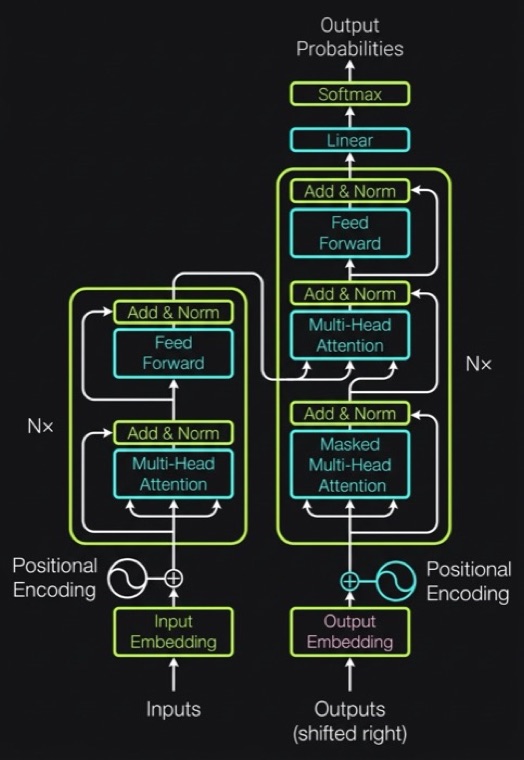 Output
Probabilities
Softmax
Linear
Add & Norm
Feed
Forward
Add & Norm
Multi-Head
Attention
Add & Norm
Masked
Multi-Head
Attention
Nx
Positional
Encoding
Output
Embedding
Outputs
(shifted right)
Add & Norm
Feed
Forward
Add & Norm
Multi-Head
Attention
Nx
Positional
Encoding
Input
Embedding
Inputs